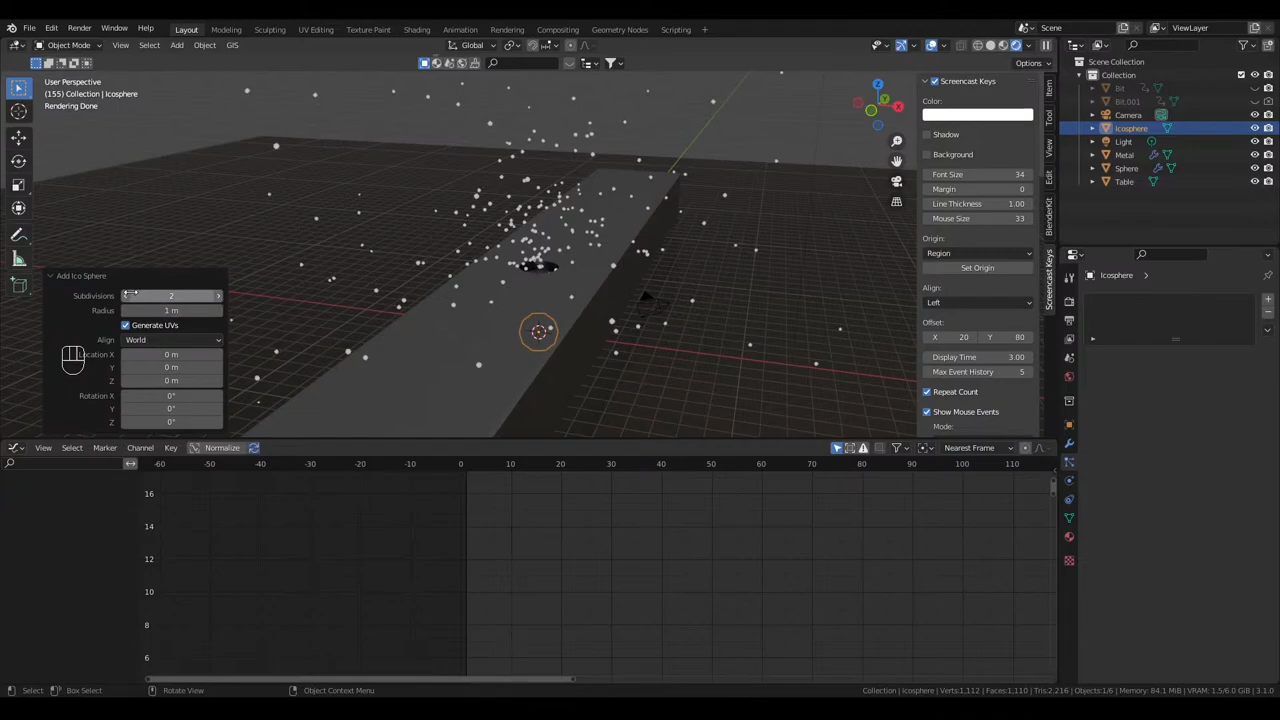 File Edit Render Window Help Layout Modeling Sculpting UV Editing Texture Paint Shading Animation Rendering Compositing Geometry Nodes Scripting + Scene ViewLayer
Object Mode View Select Add Object GIS Global
Options
User Perspective
(155) Collection | Icosphere
Rendering Done
Add Ico Sphere
Subdivisions 2
Radius 1 m
Generate UVs
Align World
Location X 0 m
Y 0 m
Z 0 m
Rotation X 0°
Y 0°
Z 0°
X
Y
Z
Screencast Keys
Color:
Shadow
Background
Font Size 34
Margin 0
Line Thickness 1.00
Mouse Size 33
Origin:
Region
Set Origin
Align:
Left
Offset:
X 20 Y 80
Display Time 3.00
Max Event History 5
Repeat Count
Show Mouse Events
Mode:
Item
Tool
View
Edit
BlenderKit
Screencast Keys
Scene Collection
Collection
Bit
Bit.001
Camera
Icosphere
Light
Metal
Sphere
Table
Icosphere
View Select Marker Channel Key Normalize Nearest Frame
-60 -50 -40 -30 -20 -10 0 10 20 30 40 50 60 70 80 90 100 110
16
14
12
10
8
6
Select Box Select Rotate View Object Context Menu Collection | Icosphere | Verts:1,112 | Faces:1,110 | Tris:2,216 | Objects:1/6 | Memory: 84.1 MiB | VRAM: 1.5/6.0 GiB | 3.1.0